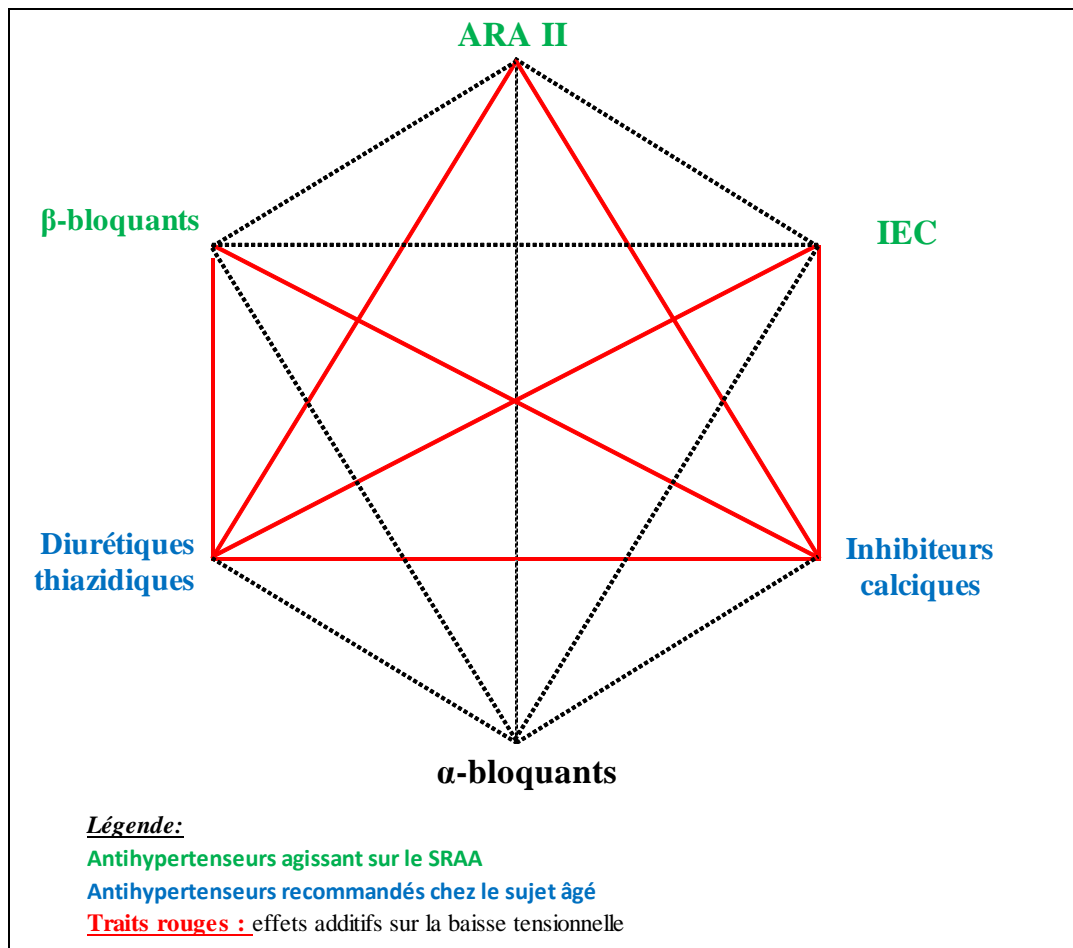 ARA II
β-bloquants
IEC
Diurétiques
thiazidiques
Inhibiteurs
calciques
α-bloquants
Légende:
Antihypertenseurs agissant sur le SRAA
Antihypertenseurs recommandés chez le sujet âgé
Traits rouges : effets additifs sur la baisse tensionnelle